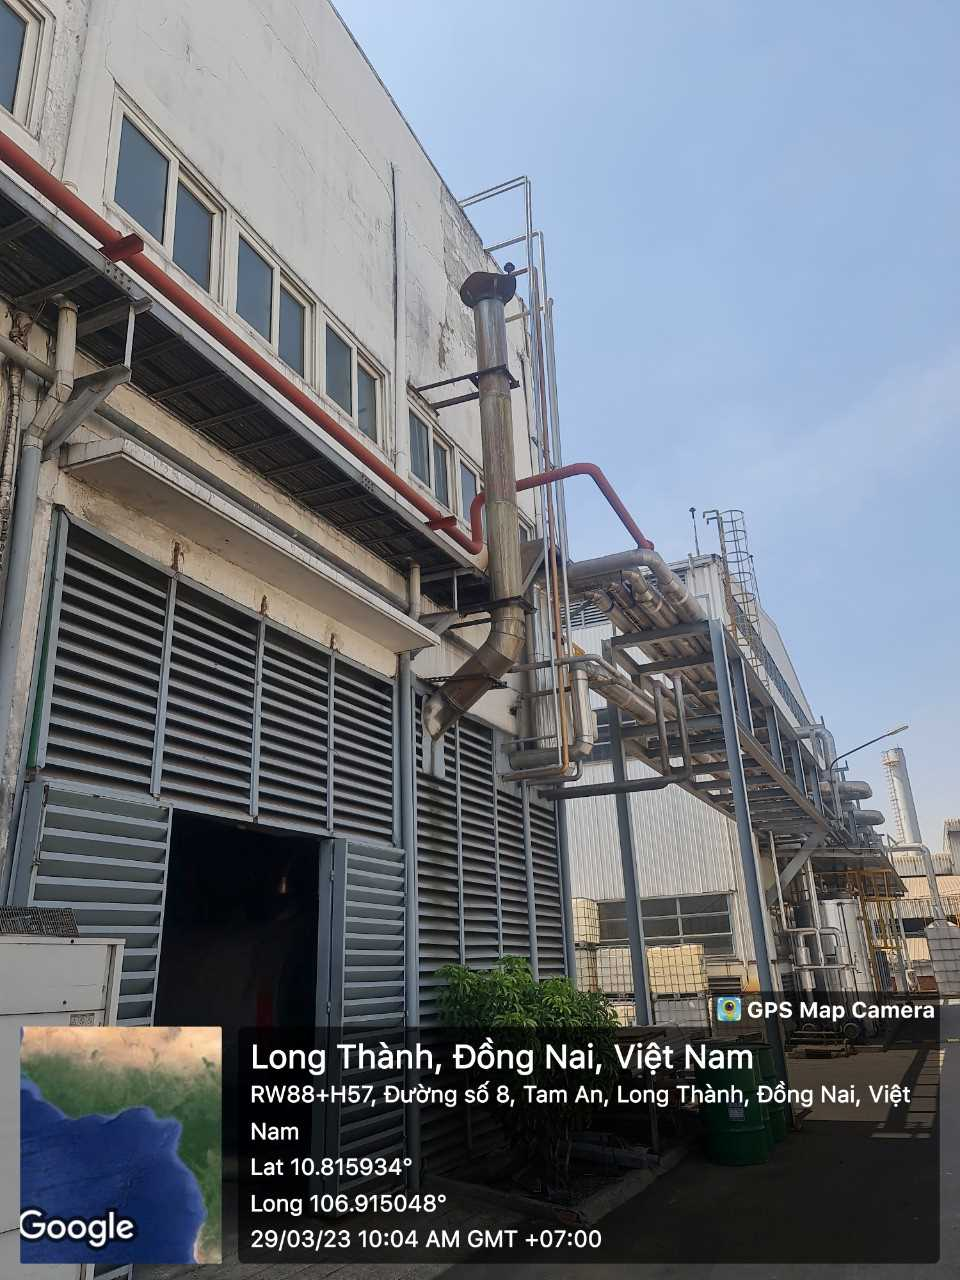 GPS Map Camera
Long Thành, Đồng Nai, Việt Nam
RW88+H57, Đường số 8, Tam An, Long Thành, Đồng Nai, Việt
Nam
Lat 10.815934°
Long 106.915048°
29/03/23 10:04 AM GMT +07:00
Google